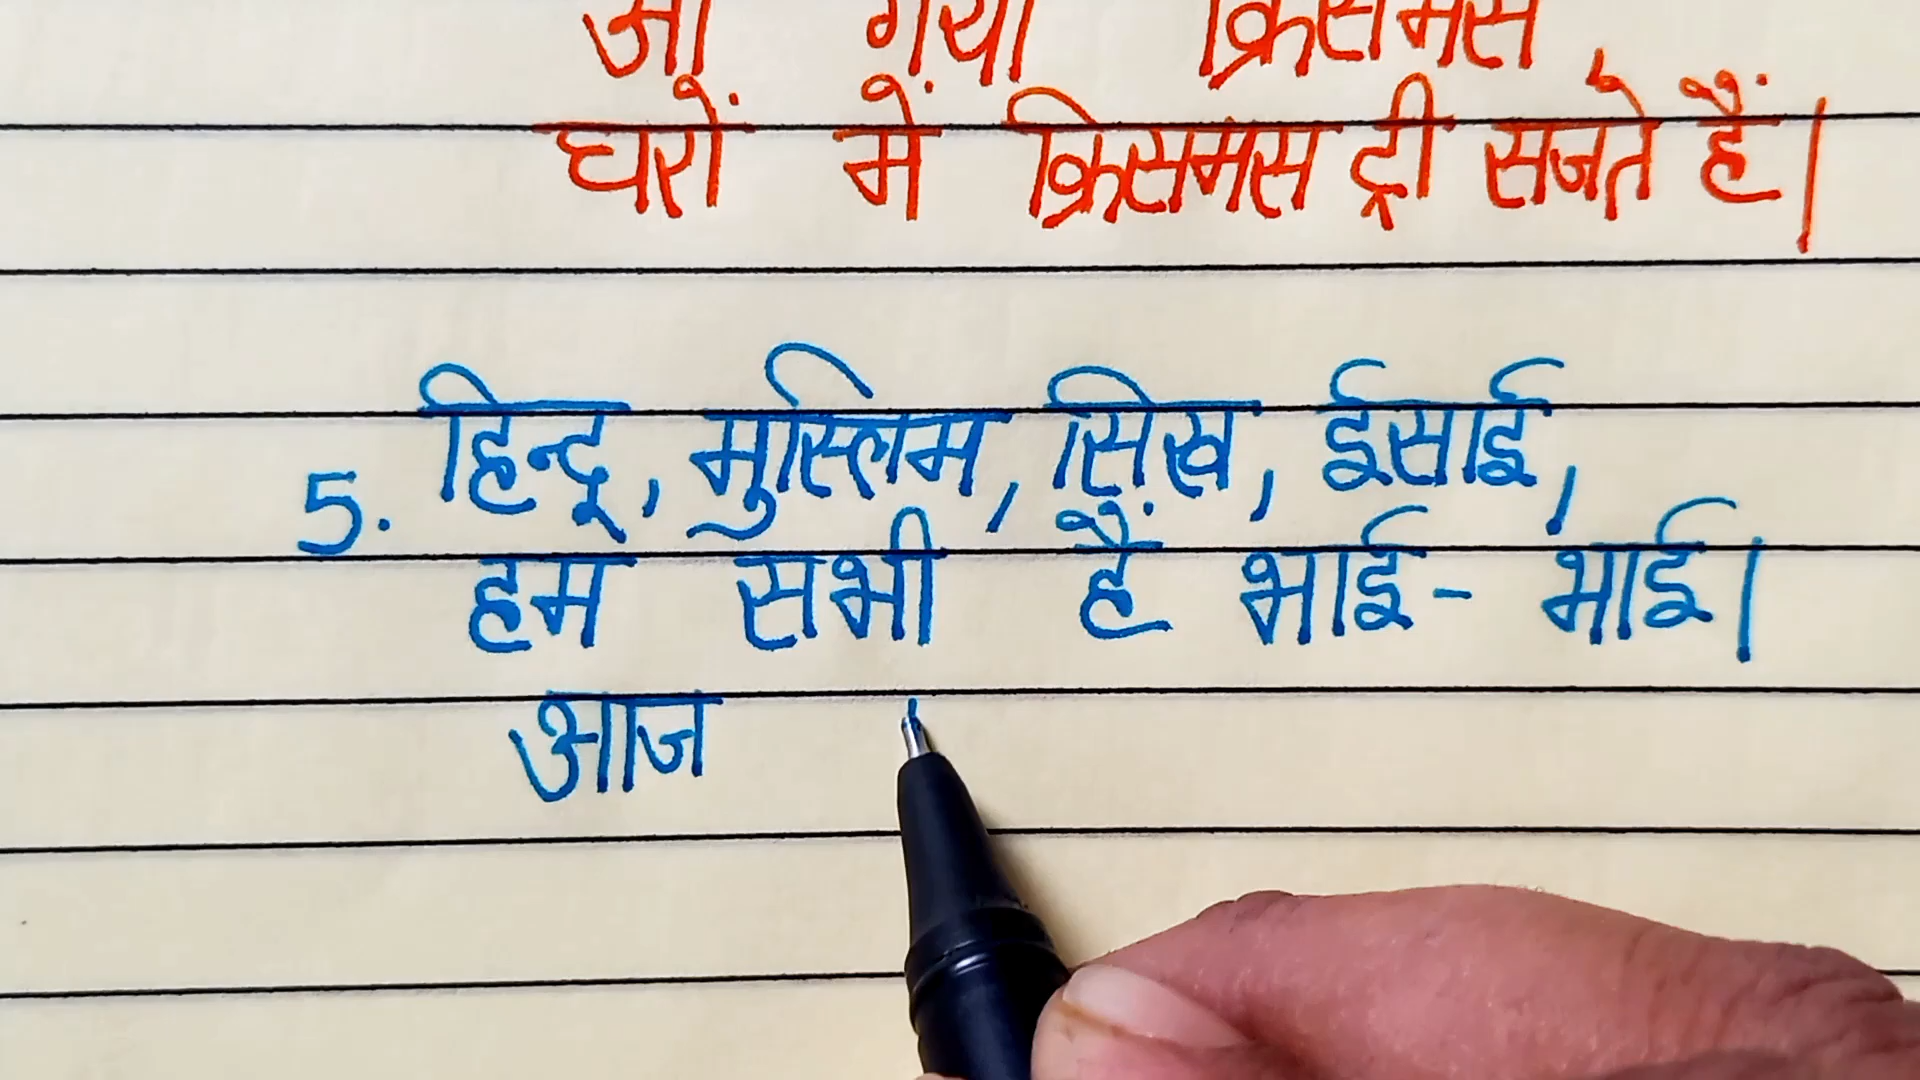 आ गया क्रिसमस
घरों में क्रिसमस ट्री सजते हैं।
5. हिन्दू, मुस्लिम, सिख, ईसाई,
हम सभी हैं भाई- भाई।
आज